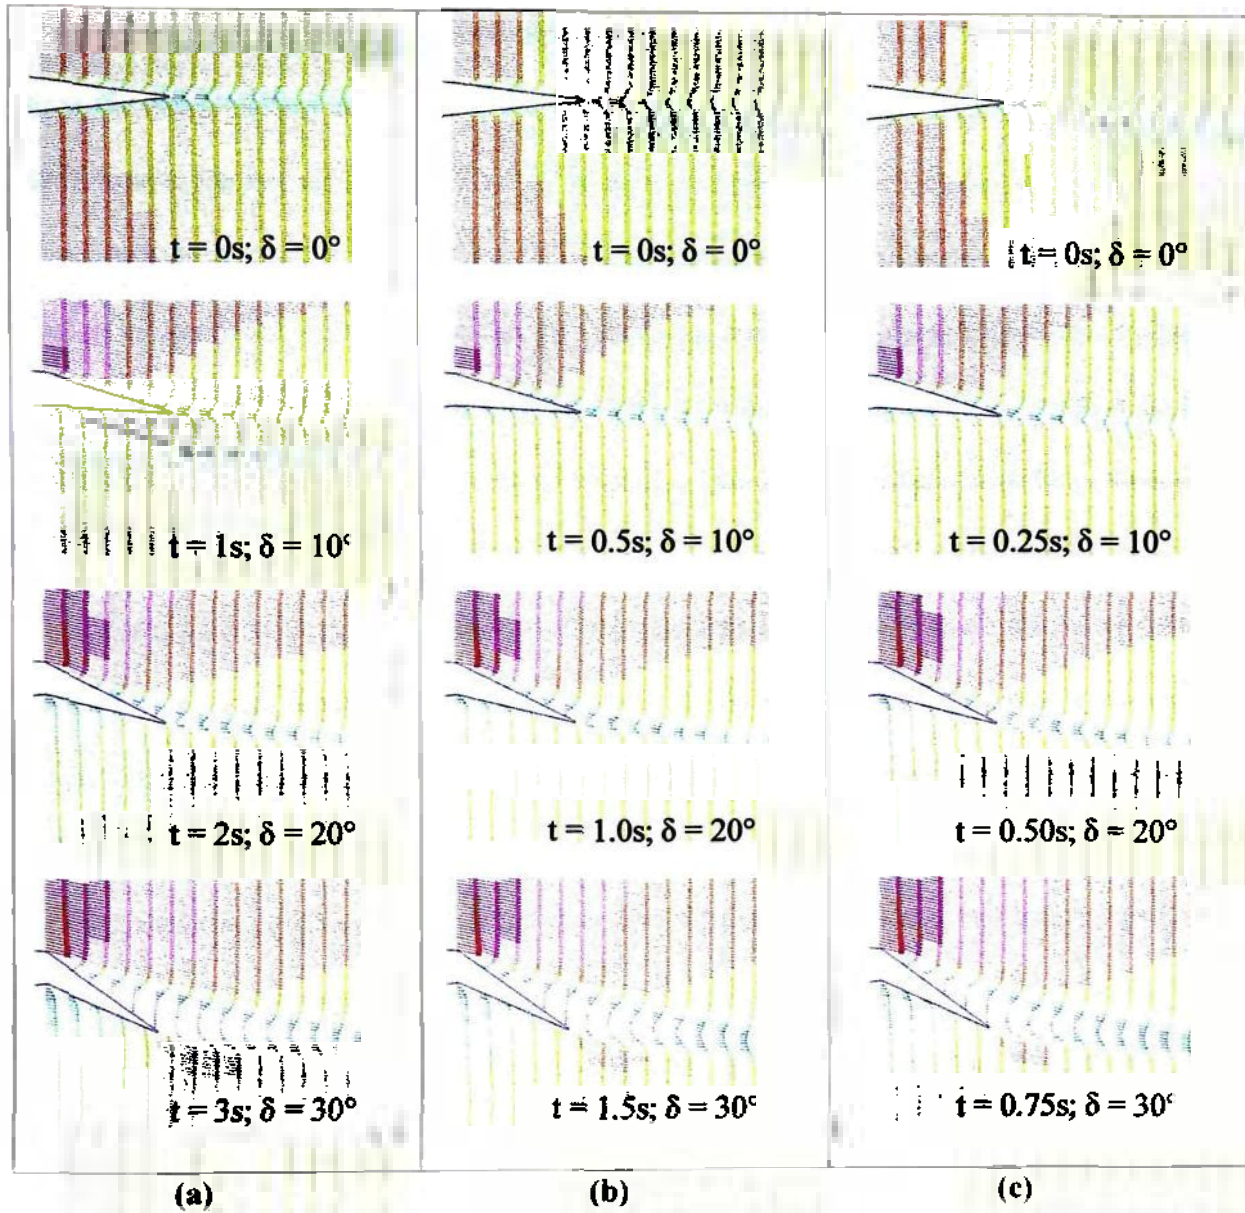 t = 0s; δ = 0°
t = 0s; δ = 0°
t = 0s; δ = 0°
t = 1s; δ = 10°
t = 0.5s; δ = 10°
t = 0.25s; δ = 10°
t = 2s; δ = 20°
t = 1.0s; δ = 20°
t = 0.50s; δ = 20°
t = 3s; δ = 30°
t = 1.5s; δ = 30°
t = 0.75s; δ = 30°
(a)
(b)
(c)